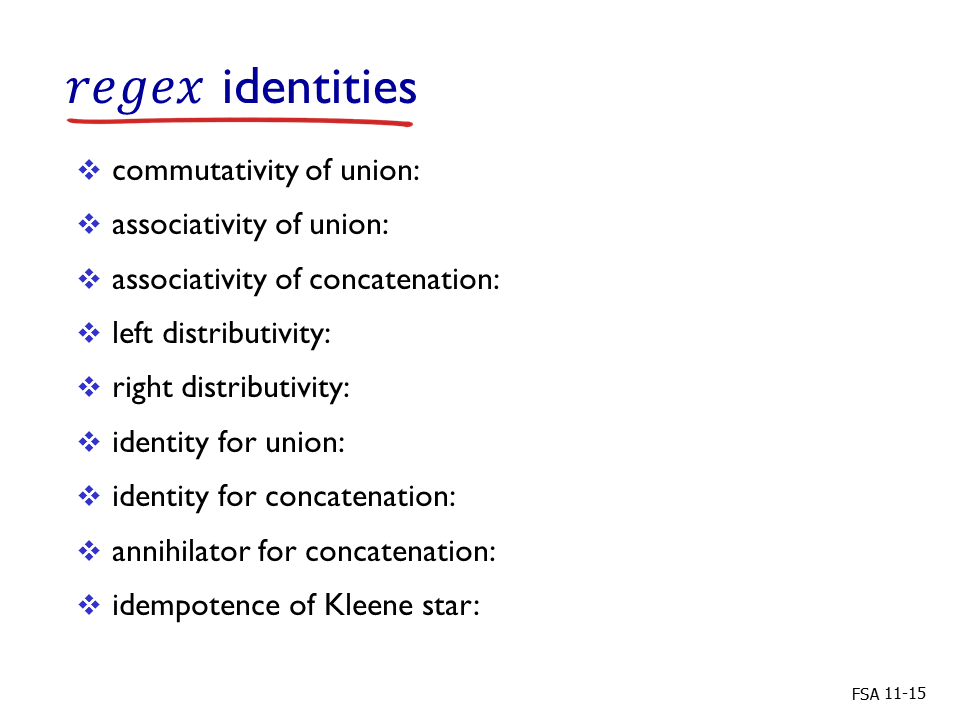 regex identities
commutativity of union:
associativity of union:
associativity of concatenation:
left distributivity:
right distributivity:
identity for union:
identity for concatenation:
annihilator for concatenation:
idempotence of Kleene star:
FSA 11-15